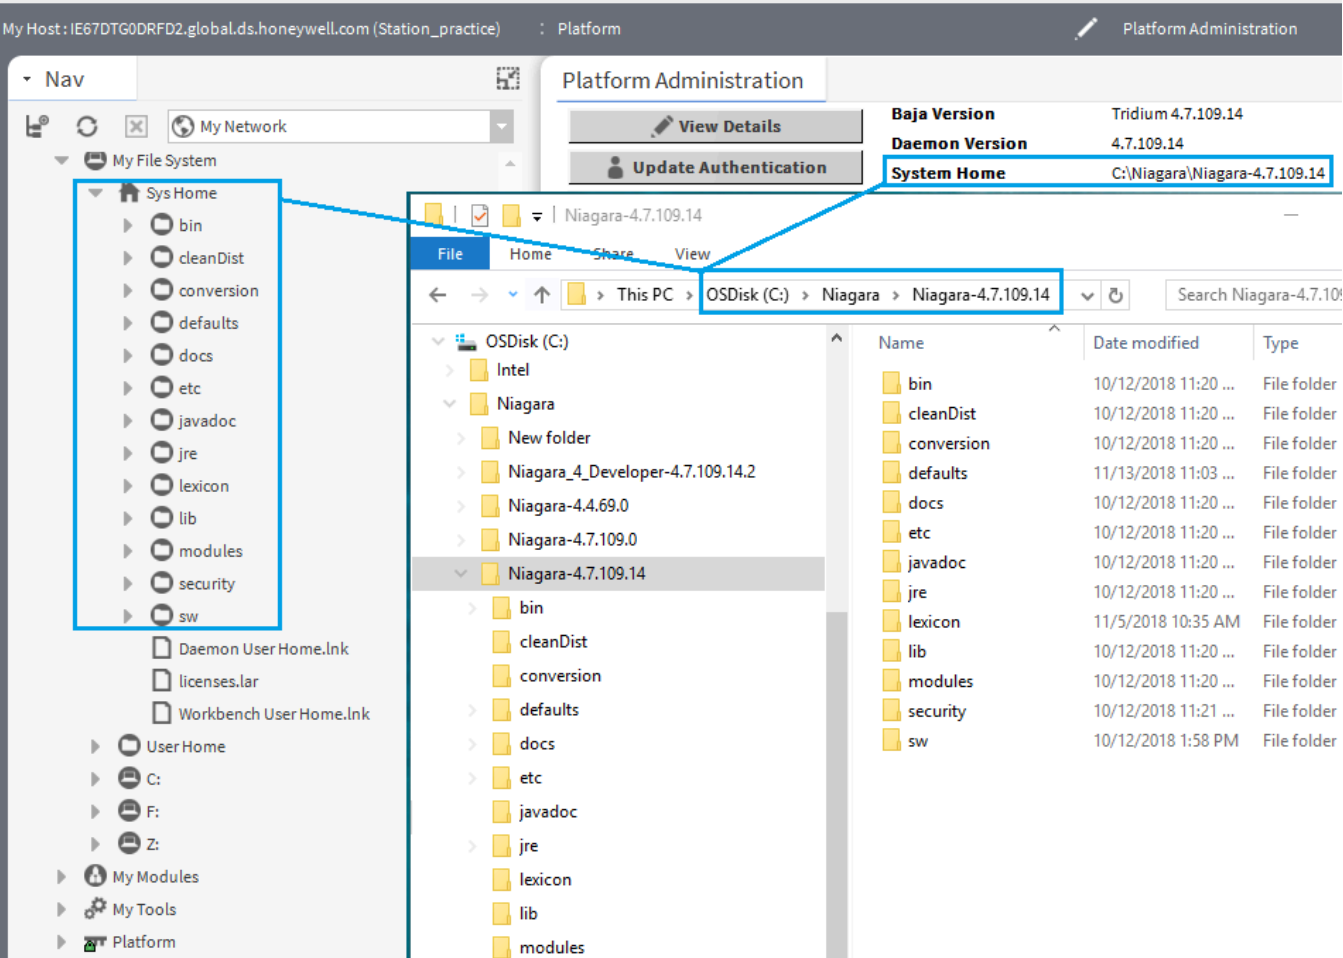 My Host : IE67DTG0DRFD2.global.ds.honeywell.com (Station_practice) : Platform
Platform Administration
Nav
My Network
My File System
Sys Home
bin
cleanDist
conversion
defaults
docs
etc
javadoc
jre
lexicon
lib
modules
security
sw
Daemon User Home.lnk
licenses.lar
Workbench User Home.lnk
User Home
C:
F:
Z:
My Modules
My Tools
Platform
Platform Administration
View Details
Update Authentication
Baja Version Tridium 4.7.109.14
Daemon Version 4.7.109.14
System Home C:\Niagara\Niagara-4.7.109.14
Niagara-4.7.109.14
File Home Share View
This PC > OSDisk (C:) > Niagara > Niagara-4.7.109.14
Search Niagara-4.7.109
OSDisk (C:)
Intel
Niagara
New folder
Niagara_4_Developer-4.7.109.14.2
Niagara-4.4.69.0
Niagara-4.7.109.0
Niagara-4.7.109.14
bin
cleanDist
conversion
defaults
docs
etc
javadoc
jre
lexicon
lib
modules
Name Date modified Type
bin 10/12/2018 11:20 ... File folder
cleanDist 10/12/2018 11:20 ... File folder
conversion 10/12/2018 11:20 ... File folder
defaults 11/13/2018 11:03 ... File folder
docs 10/12/2018 11:20 ... File folder
etc 10/12/2018 11:20 ... File folder
javadoc 10/12/2018 11:20 ... File folder
jre 10/12/2018 11:20 ... File folder
lexicon 11/5/2018 10:35 AM File folder
lib 10/12/2018 11:20 ... File folder
modules 10/12/2018 11:20 ... File folder
security 10/12/2018 11:21 ... File folder
sw 10/12/2018 1:58 PM File folder